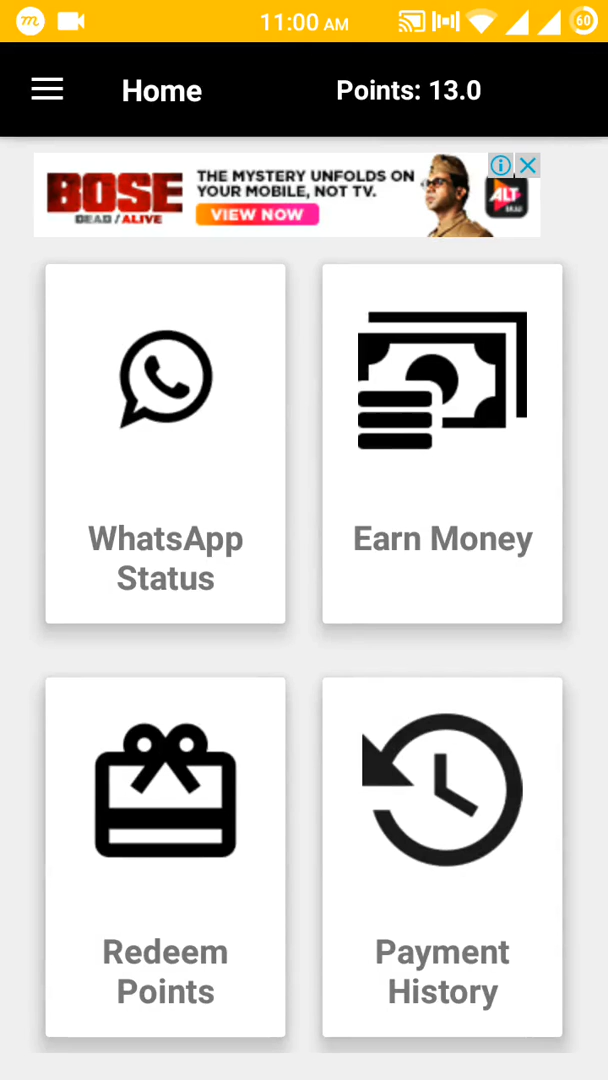 11:00 AM
60
Home
Points: 13.0
BOSE
DEAD / ALIVE
THE MYSTERY UNFOLDS ON
YOUR MOBILE, NOT TV.
VIEW NOW
ALT
WhatsApp
Status
Earn Money
Redeem
Points
Payment
History